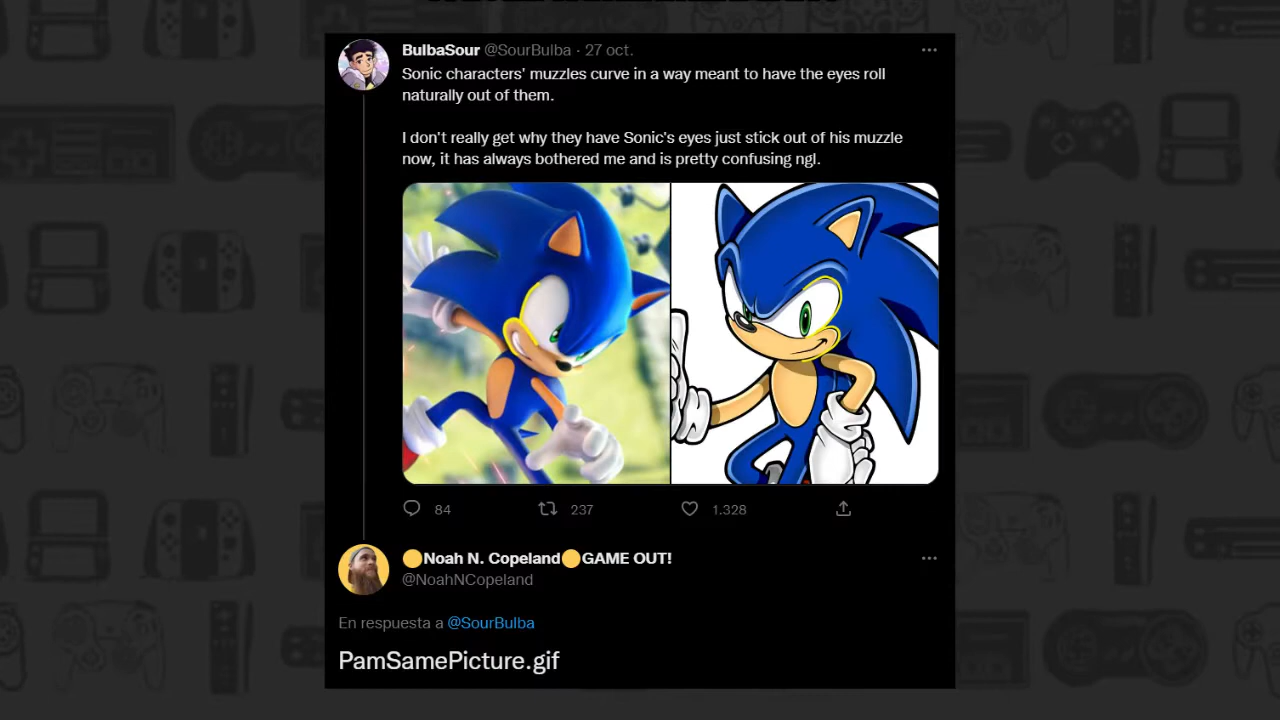 BulbaSour @SourBulba · 27 oct.
Sonic characters' muzzles curve in a way meant to have the eyes roll
naturally out of them.
I don't really get why they have Sonic's eyes just stick out of his muzzle
now, it has always bothered me and is pretty confusing ngl.
84 237 1.328
Noah N. Copeland GAME OUT!
@NoahNCopeland
En respuesta a @SourBulba
PamSamePicture.gif